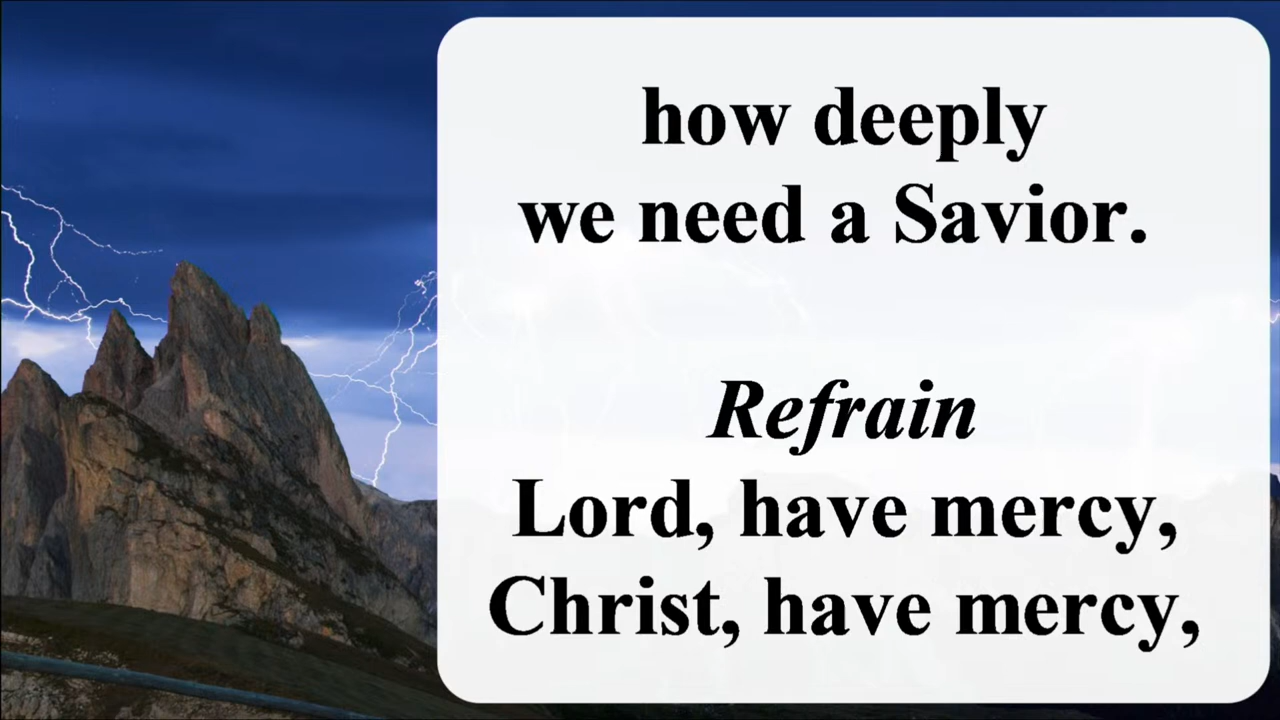 how deeply
we need a Savior.
Refrain
Lord, have mercy,
Christ, have mercy,